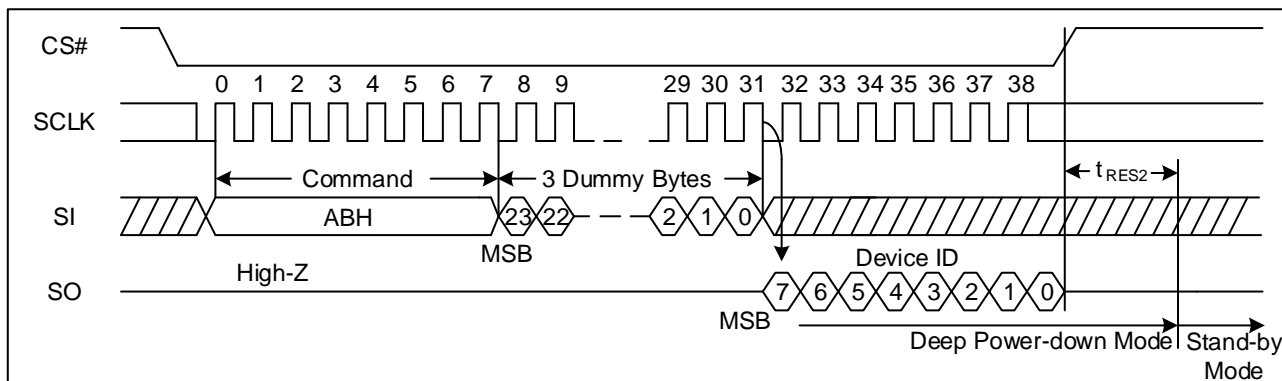 CS#
0 1 2 3 4 5 6 7 8 9 29 30 31 32 33 34 35 36 37 38
SCLK
Command 3 Dummy Bytes tRES2
SI ABH 23 22 2 1 0
MSB
High-Z Device ID
SO 7 6 5 4 3 2 1 0
MSB
Deep Power-down Mode Stand-by
Mode